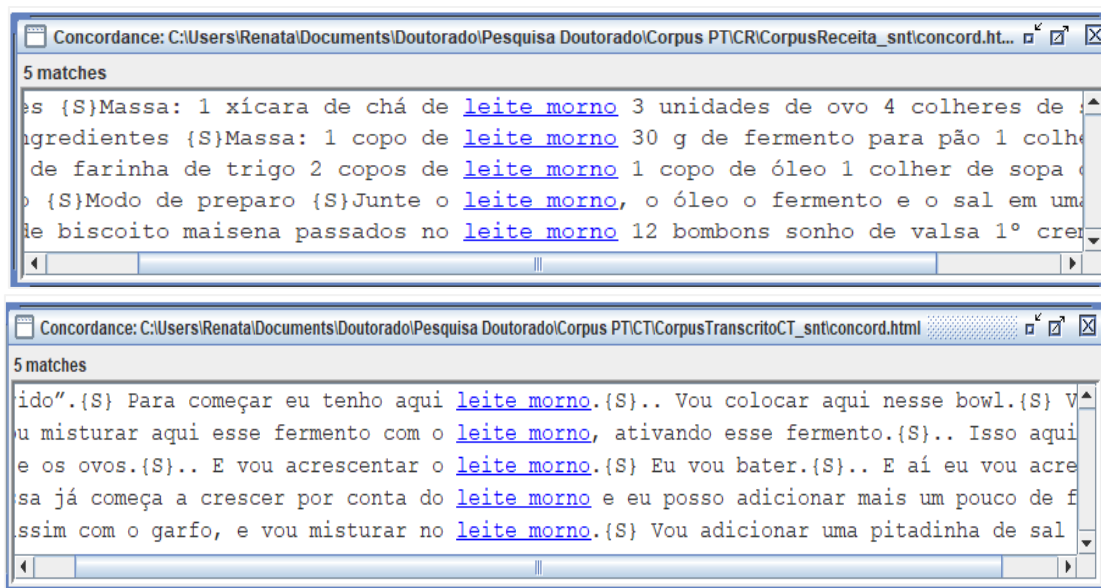 Concordance: C:\Users\Renata\Documents\Doutorado\Pesquisa Doutorado\Corpus PT\CR\CorpusReceita_snt\concord.ht...
5 matches
es {S}Massa: 1 xícara de chá de leite morno 3 unidades de ovo 4 colheres de
ngredientes {S}Massa: 1 copo de leite morno 30 g de fermento para pão 1 colhe
de farinha de trigo 2 copos de leite morno 1 copo de óleo 1 colher de sopa
{S}Modo de preparo {S}Junte o leite morno, o óleo o fermento e o sal em uma
de biscoito maisena passados no leite morno 12 bombons sonho de valsa 1º crem
Concordance: C:\Users\Renata\Documents\Doutorado\Pesquisa Doutorado\Corpus PT\CT\CorpusTranscritoCT_snt\concord.html
5 matches
ido”.{S} Para começar eu tenho aqui leite morno.{S}.. Vou colocar aqui nesse bowl.{S} V
u misturar aqui esse fermento com o leite morno, ativando esse fermento.{S}.. Isso aqui
e os ovos.{S}.. E vou acrescentar o leite morno.{S} Eu vou bater.{S}.. E aí eu vou acre
ssa já começa a crescer por conta do leite morno e eu posso adicionar mais um pouco de f
ssim com o garfo, e vou misturar no leite morno.{S} Vou adicionar uma pitadinha de sal